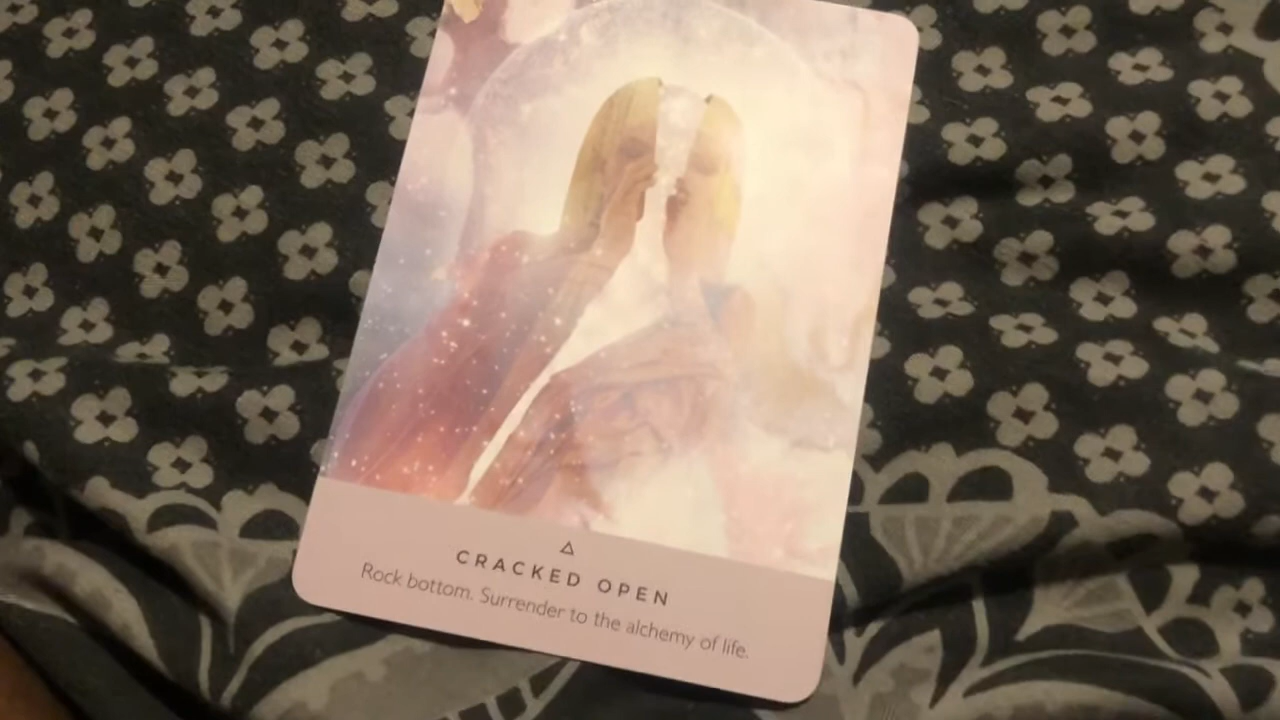 CRACKED OPEN
Rock bottom. Surrender to the alchemy of life.